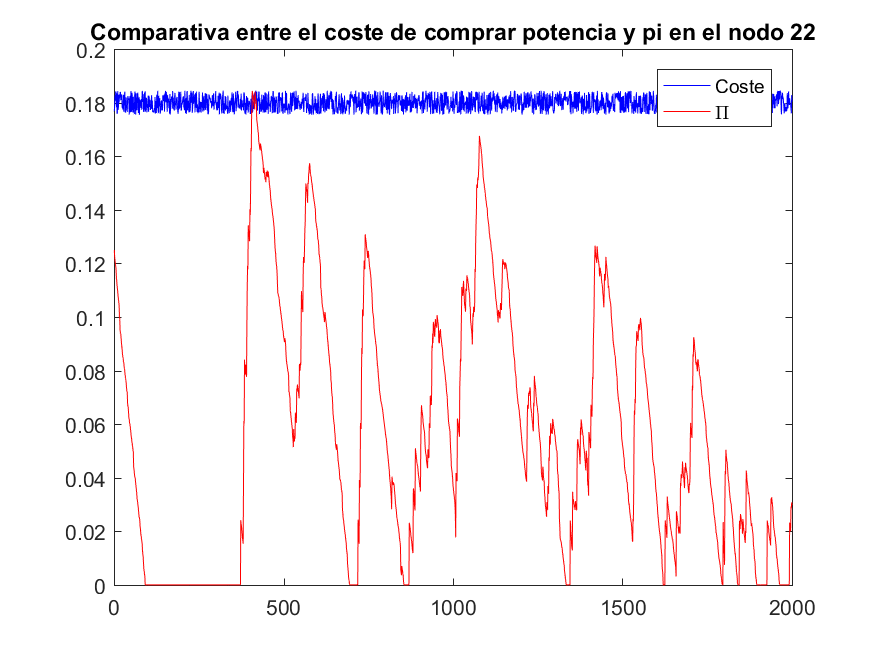 Comparativa entre el coste de comprar potencia y pi en el nodo 22
0.2
0.18
0.16
0.14
0.12
0.1
0.08
0.06
0.04
0.02
0
Coste
Π
0 500 1000 1500 2000